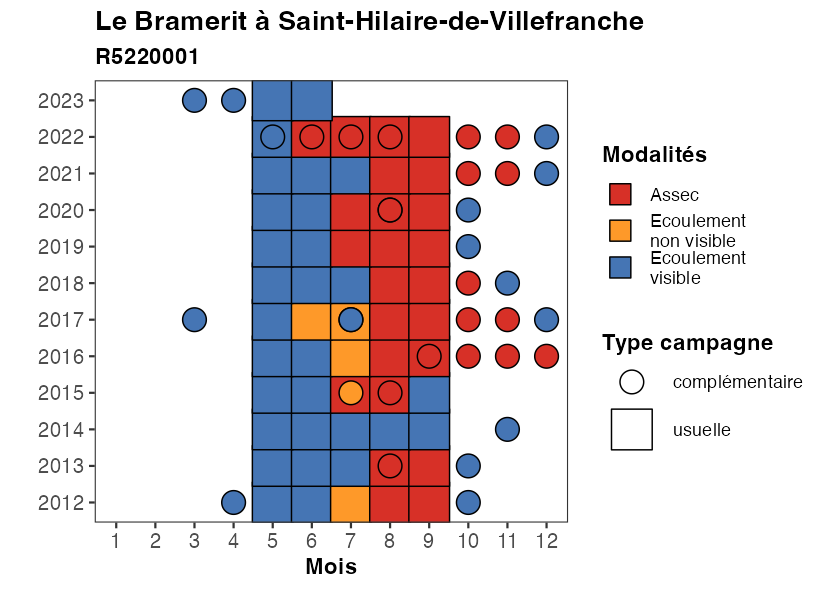 Le Bramerit à Saint-Hilaire-de-Villefranche
R5220001
2023
2022
2021
2020
2019
2018
2017
2016
2015
2014
2013
2012
1 2 3 4 5 6 7 8 9 10 11 12
Mois
Modalités
Assec
Ecoulement
non visible
Ecoulement
visible
Type campagne
complémentaire
usuelle